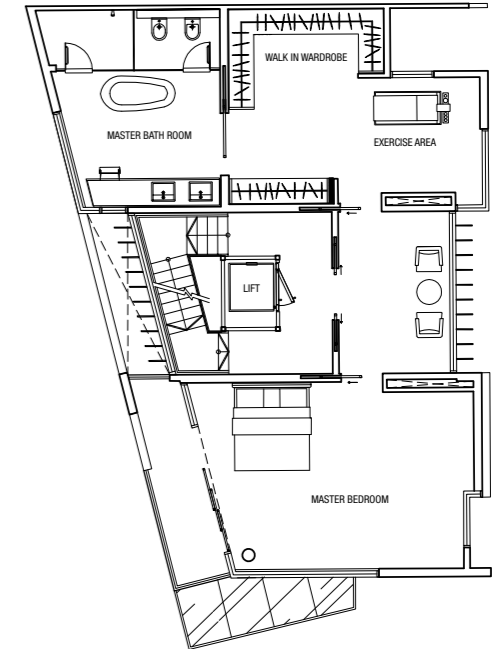 WALK IN WARDROBE
MASTER BATH ROOM
EXERCISE AREA
LIFT
MASTER BEDROOM